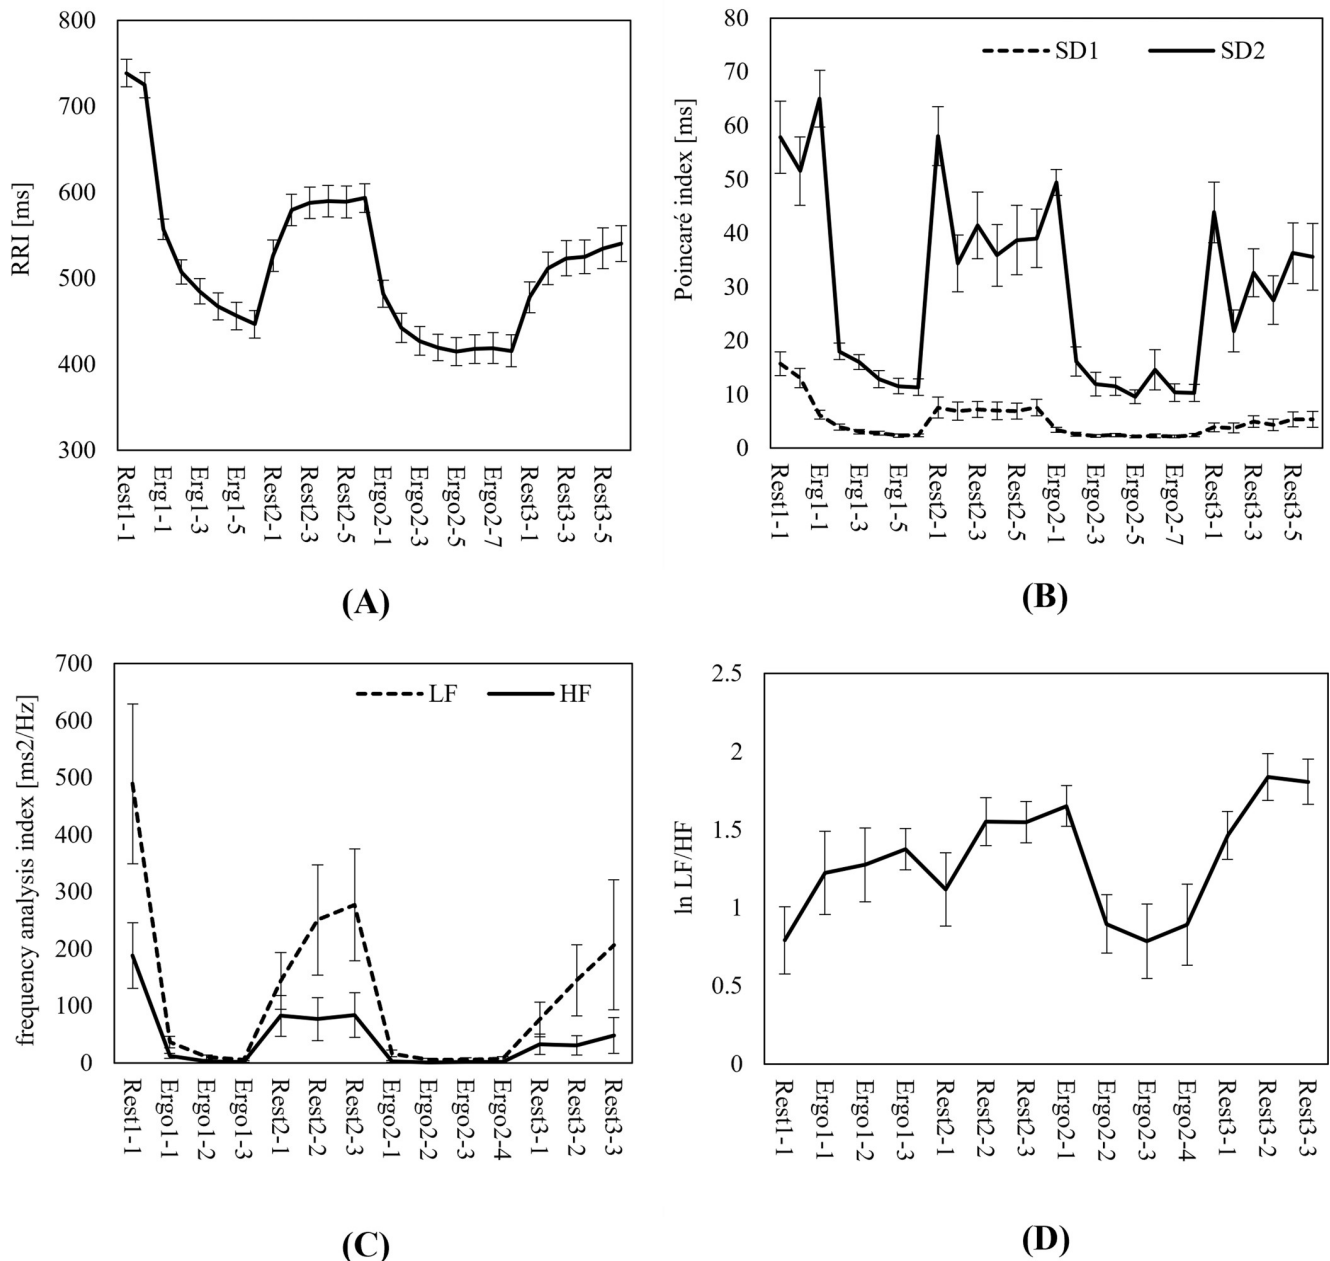 800
700
600
500
400
300
RRI [ms]
Rest1-1
Erg1-1
Erg1-3
Erg1-5
Rest2-1
Rest2-3
Rest2-5
Ergo2-1
Ergo2-3
Ergo2-5
Ergo2-7
Rest3-1
Rest3-3
Rest3-5
(A)
80
70
60
50
40
30
20
10
0
Poincaré index [ms]
SD1
SD2
Rest1-1
Erg1-1
Erg1-3
Erg1-5
Rest2-1
Rest2-3
Rest2-5
Ergo2-1
Ergo2-3
Ergo2-5
Ergo2-7
Rest3-1
Rest3-3
Rest3-5
(B)
700
600
500
400
300
200
100
0
frequency analysis index [ms2/Hz]
LF
HF
Rest1-1
Ergo1-1
Ergo1-2
Ergo1-3
Rest2-1
Rest2-2
Rest2-3
Ergo2-1
Ergo2-2
Ergo2-3
Ergo2-4
Rest3-1
Rest3-2
Rest3-3
(C)
2.5
2
1.5
1
0.5
0
ln LF/HF
Rest1-1
Ergo1-1
Ergo1-2
Ergo1-3
Rest2-1
Rest2-2
Rest2-3
Ergo2-1
Ergo2-2
Ergo2-3
Ergo2-4
Rest3-1
Rest3-2
Rest3-3
(D)